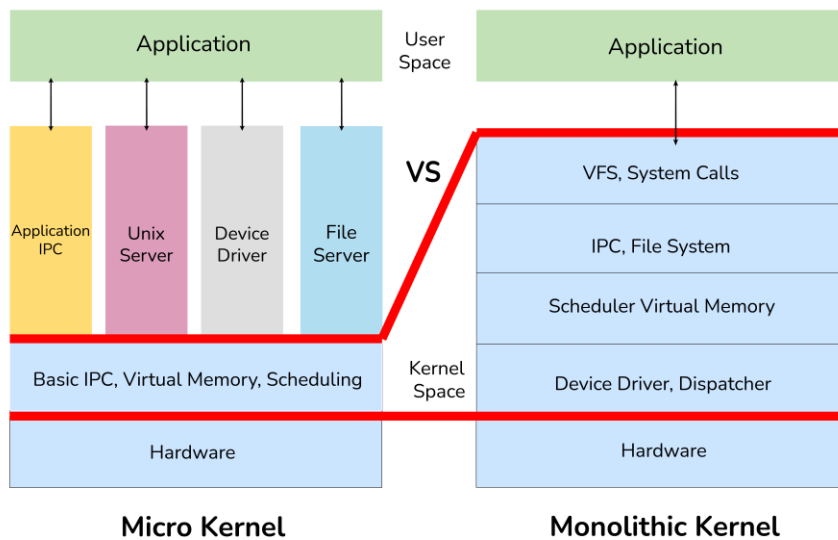 Application
User
Space
Application
VS
Application
IPC
Unix
Server
Device
Driver
File
Server
VFS, System Calls
IPC, File System
Scheduler Virtual Memory
Basic IPC, Virtual Memory, Scheduling
Kernel
Space
Device Driver, Dispatcher
Hardware
Hardware
Micro Kernel
Monolithic Kernel